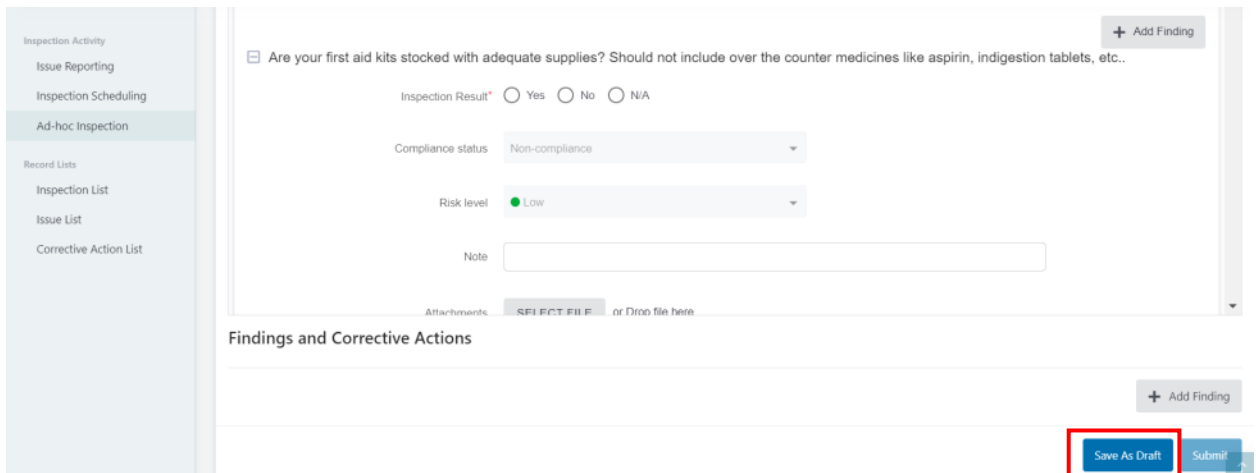 Inspection Activity
Issue Reporting
Inspection Scheduling
Ad-hoc Inspection
Record Lists
Inspection List
Issue List
Corrective Action List
+ Add Finding
Are your first aid kits stocked with adequate supplies? Should not include over the counter medicines like aspirin, indigestion tablets, etc..
Inspection Result* Yes No N/A
Compliance status Non-compliance
Risk level Low
Note
Attachments SELECT FILE or Drop file here
Findings and Corrective Actions
+ Add Finding
Save As Draft Submit